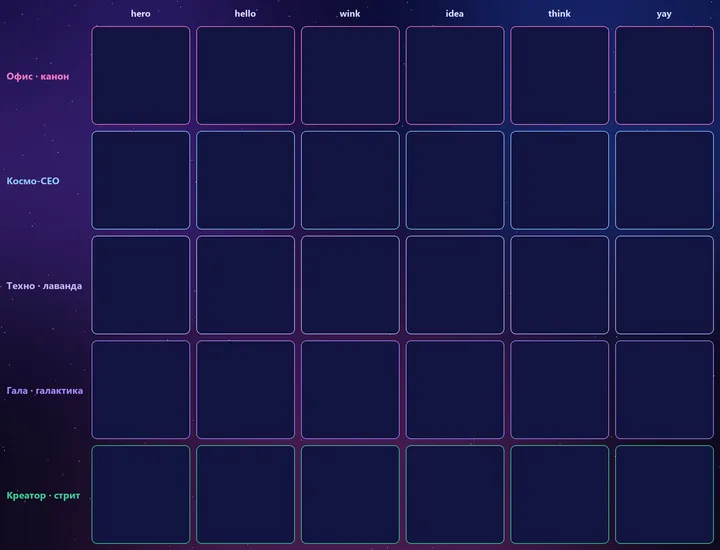 hero hello wink idea think yay
Офис · канон
Космо-CEO
Техно · лаванда
Гала · галактика
Креатор · стрит